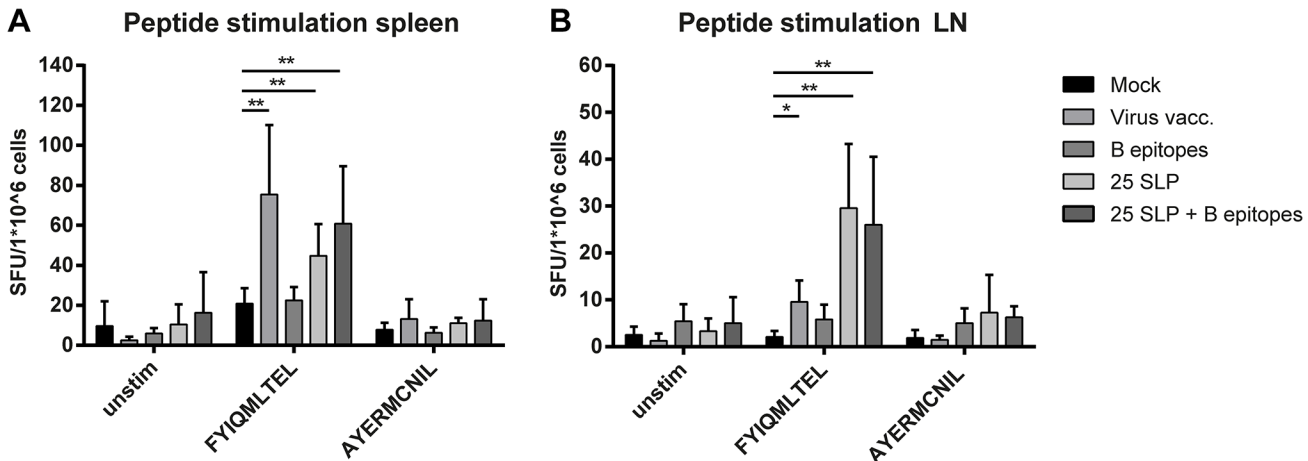 A
Peptide stimulation spleen
SFU/1*10^6 cells
140
120
100
80
60
40
20
0
**
**
**
unstim
FYIQMLTEL
AYERMCNIL
B
Peptide stimulation LN
SFU/1*10^6 cells
60
50
40
30
20
10
0
**
**
*
unstim
FYIQMLTEL
AYERMCNIL
Mock
Virus vacc.
B epitopes
25 SLP
25 SLP + B epitopes